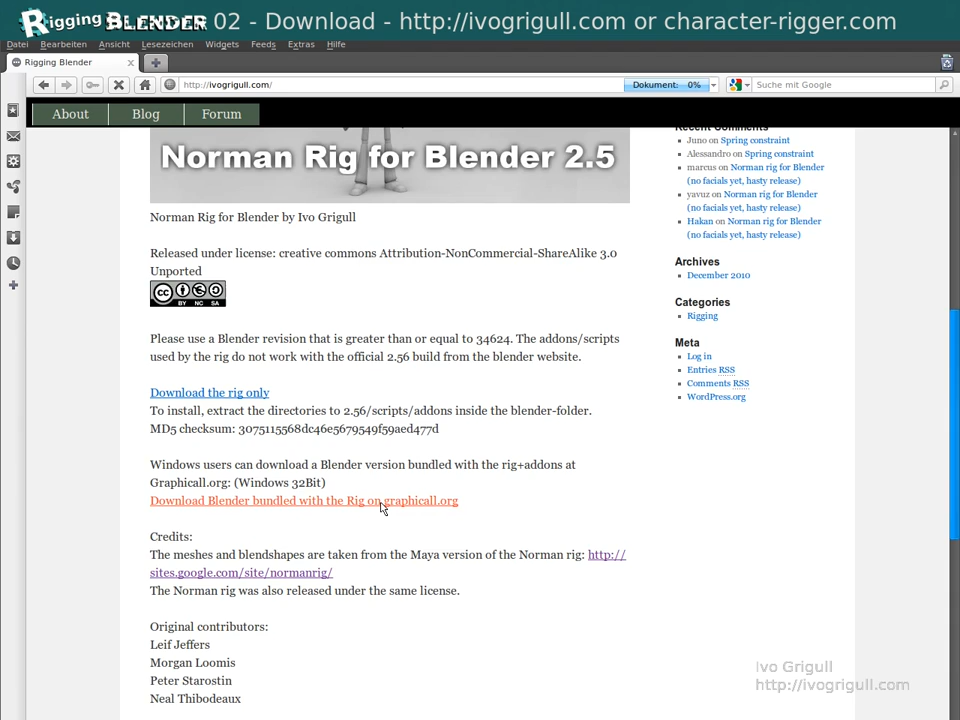 Rigging BLENDER 02 - Download - http://ivogrigull.com or character-rigger.com
Datei Bearbeiten Ansicht Lesezeichen Widgets Feeds Extras Hilfe
Rigging Blender
http://ivogrigull.com/ Dokument: 0% Suche mit Google
About Blog Forum
Norman Rig for Blender 2.5
Norman Rig for Blender by Ivo Grigull
Released under license: creative commons Attribution-NonCommercial-ShareAlike 3.0
Unported
cc BY NC SA
Please use a Blender revision that is greater than or equal to 34624. The addons/scripts
used by the rig do not work with the official 2.56 build from the blender website.
Download the rig only
To install, extract the directories to 2.56/scripts/addons inside the blender-folder.
MD5 checksum: 3075115568dc46e5679549f59aed477d
Windows users can download a Blender version bundled with the rig+addons at
Graphicall.org: (Windows 32Bit)
Download Blender bundled with the Rig on graphicall.org
Credits:
The meshes and blendshapes are taken from the Maya version of the Norman rig: http://
sites.google.com/site/normanrig/
The Norman rig was also released under the same license.
Original contributors:
Leif Jeffers
Morgan Loomis
Peter Starostin
Neal Thibodeaux
Recent Comments
Juno on Spring constraint
Alessandro on Spring constraint
marcus on Norman rig for Blender
(no facials yet, hasty release)
yavuz on Norman rig for Blender
(no facials yet, hasty release)
Hakan on Norman rig for Blender
(no facials yet, hasty release)
Archives
December 2010
Categories
Rigging
Meta
Log in
Entries RSS
Comments RSS
WordPress.org
Ivo Grigull
http://ivogrigull.com